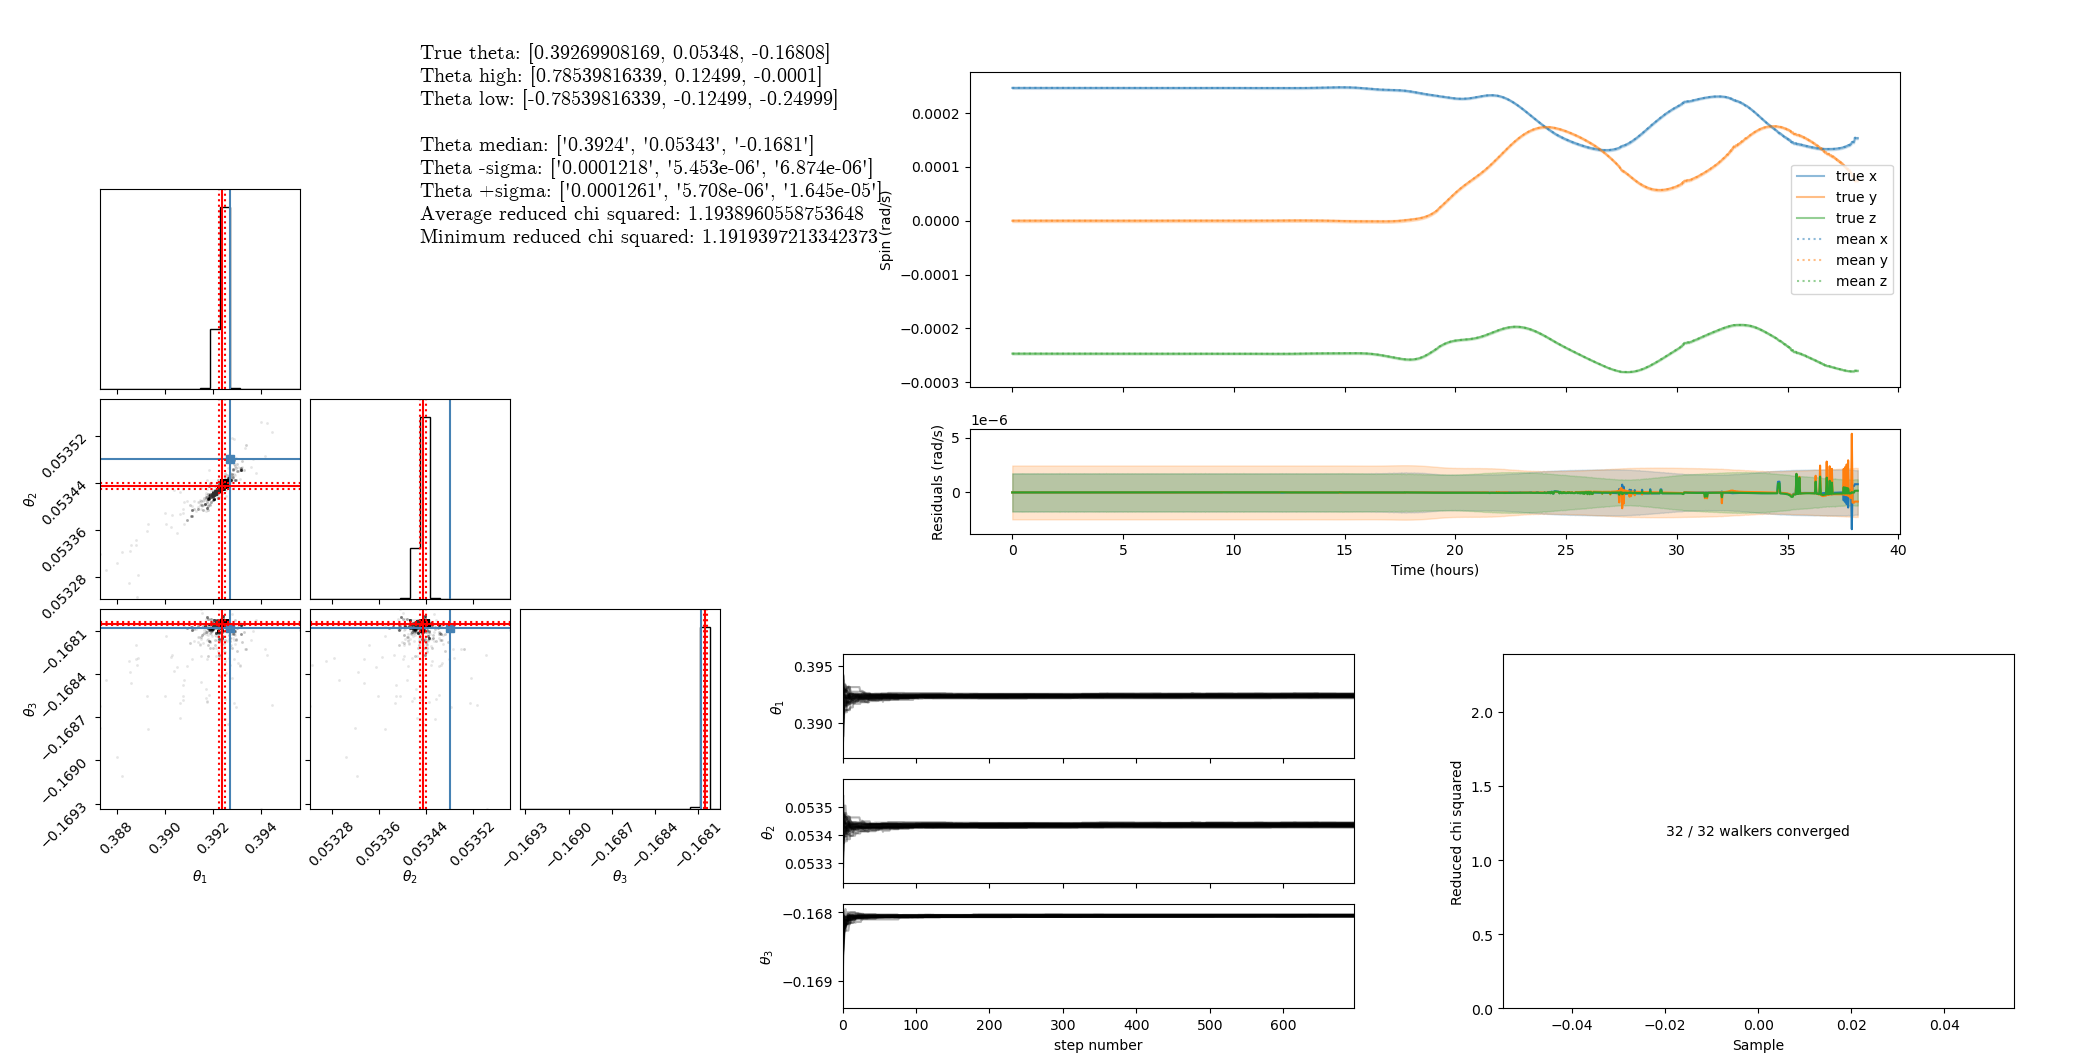 True theta: [0.39269908169, 0.05348, -0.16808]
Theta high: [0.78539816339, 0.12499, -0.0001]
Theta low: [-0.78539816339, -0.12499, -0.24999]
Theta median: ['0.3924', '0.05343', '-0.1681']
Theta -sigma: ['0.0001218', '5.453e-06', '6.874e-06']
Theta +sigma: ['0.0001261', '5.708e-06', '1.645e-05']
Average reduced chi squared: 1.1938960558753648
Minimum reduced chi squared: 1.1919397213342373
0.0002
0.0001
0.0000
−0.0001
−0.0002
−0.0003
Spin (rad/s)
true x
true y
true z
mean x
mean y
mean z
1e−6
5
0
Residuals (rad/s)
0 5 10 15 20 25 30 35 40
Time (hours)
0.05352
0.05344
0.05336
0.05328
θ2
−0.1681
−0.1684
−0.1687
−0.1690
−0.1693
θ3
0.388 0.390 0.392 0.394
θ1
0.05328 0.05336 0.05344 0.05352
θ2
−0.1693 −0.1690 −0.1687 −0.1684 −0.1681
θ3
0.395
0.390
θ1
0.0535
0.0534
0.0533
θ2
−0.168
−0.169
θ3
0 100 200 300 400 500 600
step number
2.0
1.5
1.0
0.5
0.0
Reduced chi squared
32 / 32 walkers converged
−0.04 −0.02 0.00 0.02 0.04
Sample